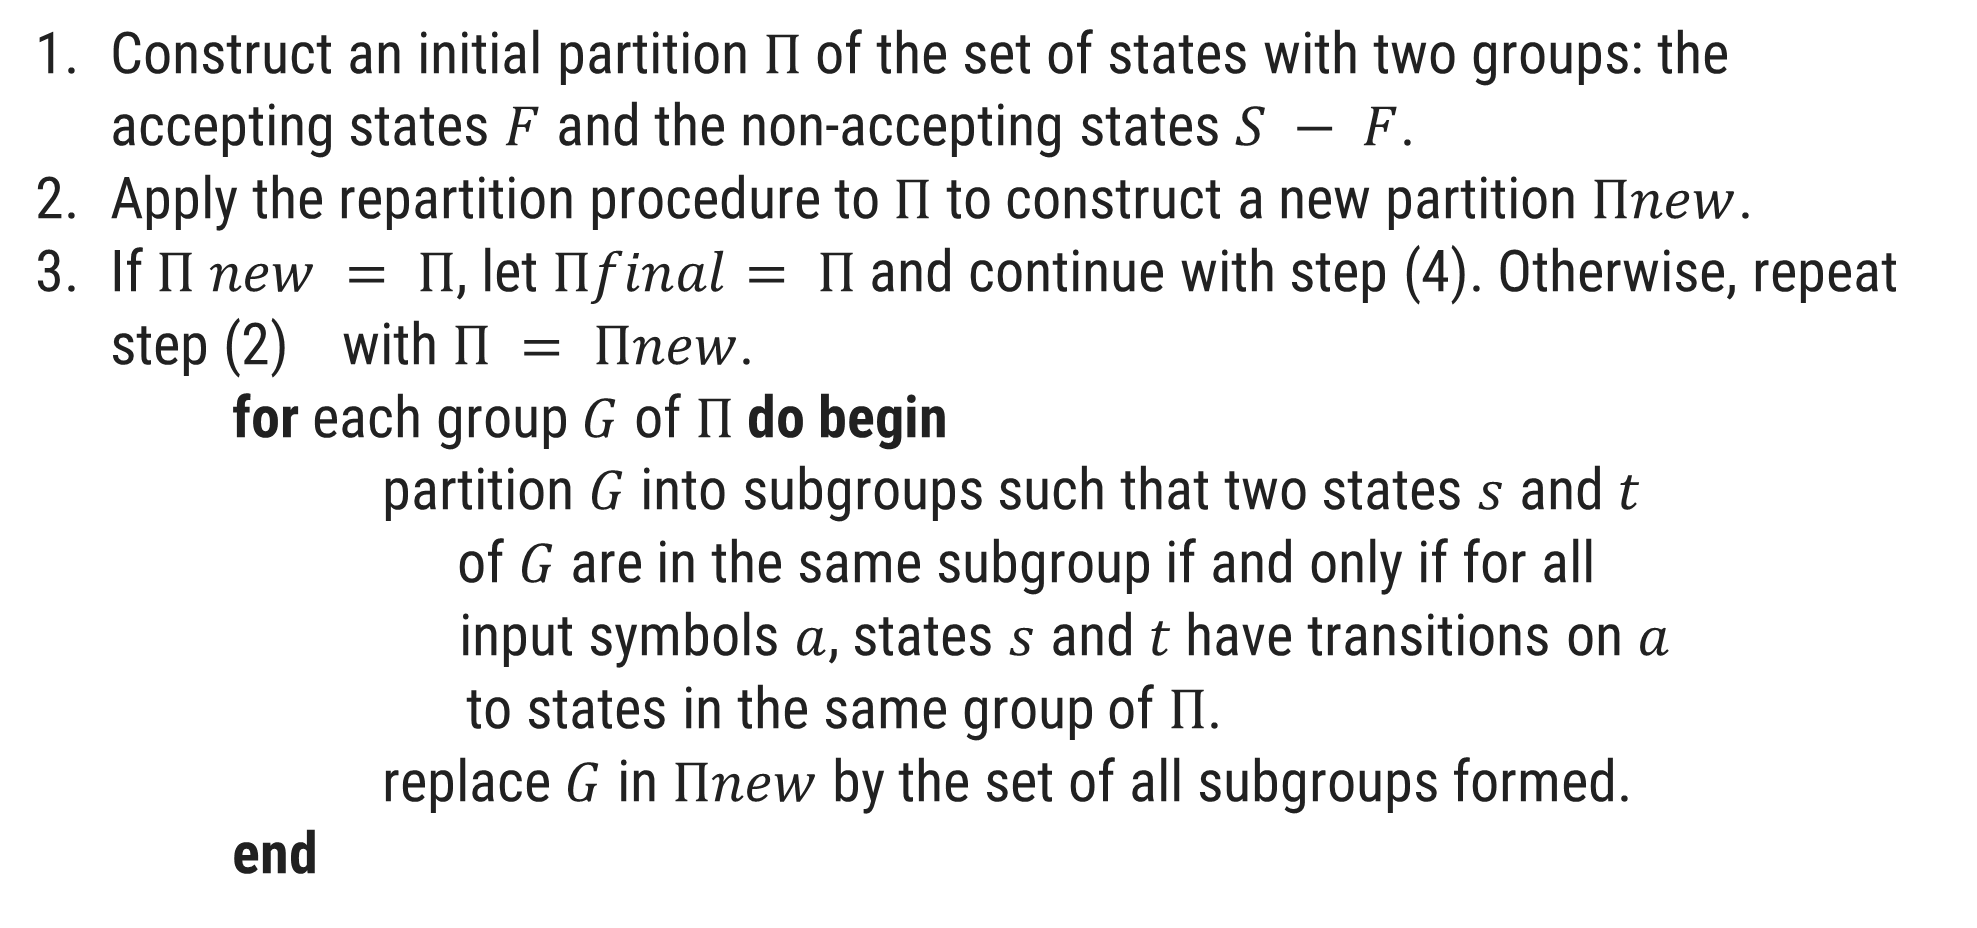 1. Construct an initial partition Π of the set of states with two groups: the
accepting states F and the non-accepting states S − F.
2. Apply the repartition procedure to Π to construct a new partition Πnew.
3. If Π new = Π, let Πfinal = Π and continue with step (4). Otherwise, repeat
step (2) with Π = Πnew.
for each group G of Π do begin
partition G into subgroups such that two states s and t
of G are in the same subgroup if and only if for all
input symbols a, states s and t have transitions on a
to states in the same group of Π.
replace G in Πnew by the set of all subgroups formed.
end